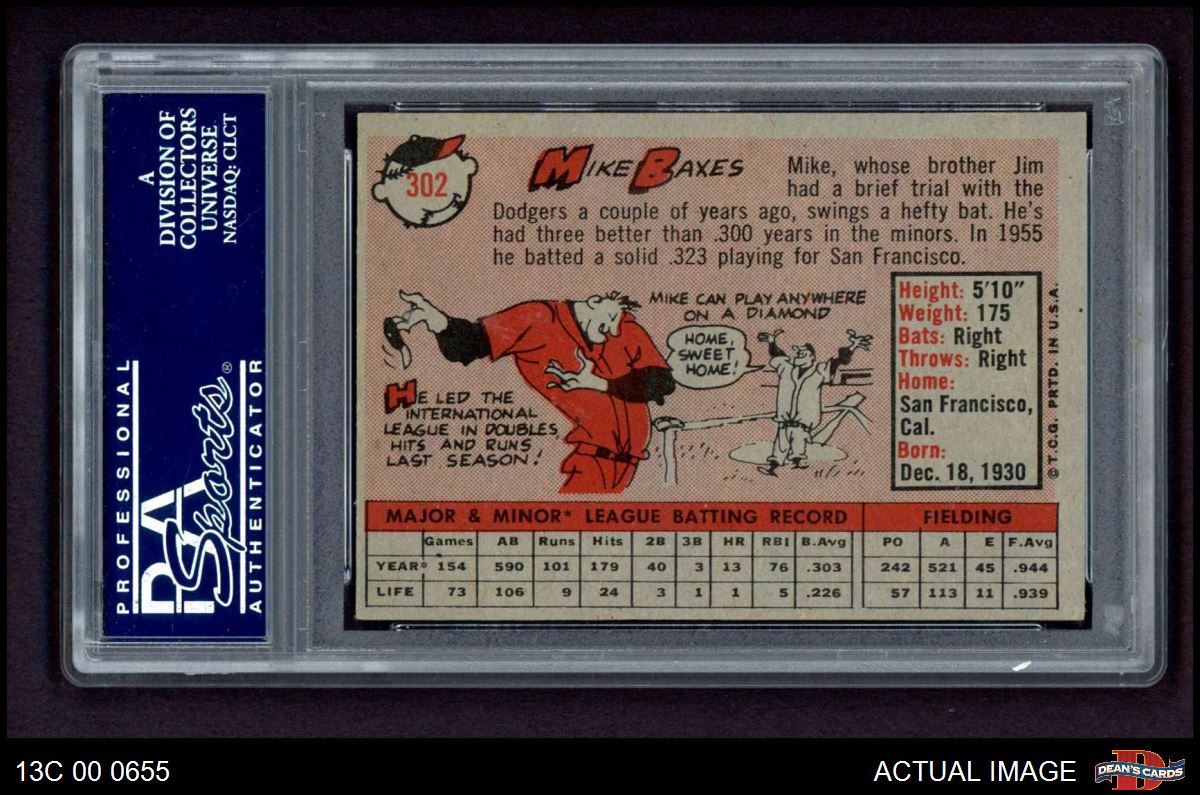 A
DIVISION OF
COLLECTORS
UNIVERSE
NASDAQ: CLCT
PROFESSIONAL
PSA
Sports®
AUTHENTICATOR
302
MIKE BAXES
Mike, whose brother Jim
had a brief trial with the
Dodgers a couple of years ago, swings a hefty bat. He's
had three better than .300 years in the minors. In 1955
he batted a solid .323 playing for San Francisco.
MIKE CAN PLAY ANYWHERE
ON A DIAMOND
HOME,
SWEET
HOME!
HE LED THE
INTERNATIONAL
LEAGUE IN DOUBLES,
HITS AND RUNS
LAST SEASON!
Height: 5'10"
Weight: 175
Bats: Right
Throws: Right
Home:
San Francisco,
Cal.
Born:
Dec. 18, 1930
©T.C.G. PRTD. IN U.S.A.
MAJOR & MINOR* LEAGUE BATTING RECORD FIELDING
Games AB Runs Hits 2B 3B HR RBI B.Avg PO A E F.Avg
YEAR* 154 590 101 179 40 3 13 76 .303 242 521 45 .944
LIFE 73 106 9 24 3 1 1 5 .226 57 113 11 .939
13C 00 0655
ACTUAL IMAGE
D
DEAN'S CARDS